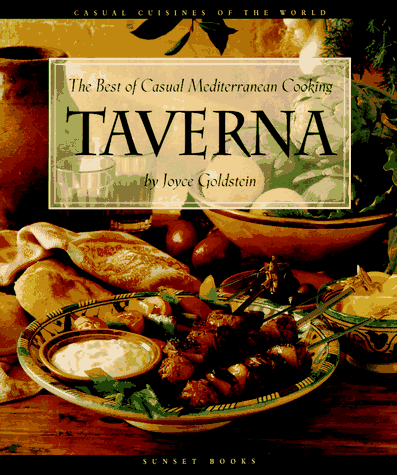 CASUAL CUISINES OF THE WORLD
The Best of Casual Mediterranean Cooking
TAVERNA
by Joyce Goldstein
SUNSET BOOKS